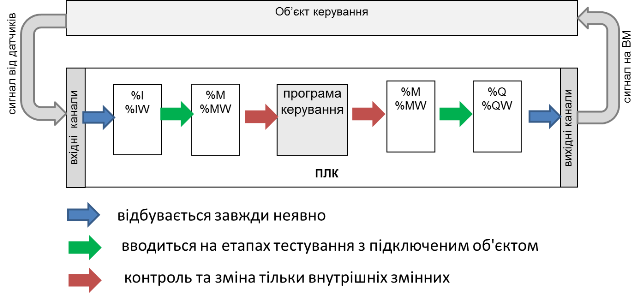 Об'єкт керування
сигнал від датчиків
сигнал на ВМ
вхідні канали
%I
%IW
%M
%MW
програма
керування
%M
%MW
%Q
%QW
вихідні канали
ПЛК
відбувається завжди неявно
вводиться на етапах тестування з підключеним об'єктом
контроль та зміна тільки внутрішніх змінних